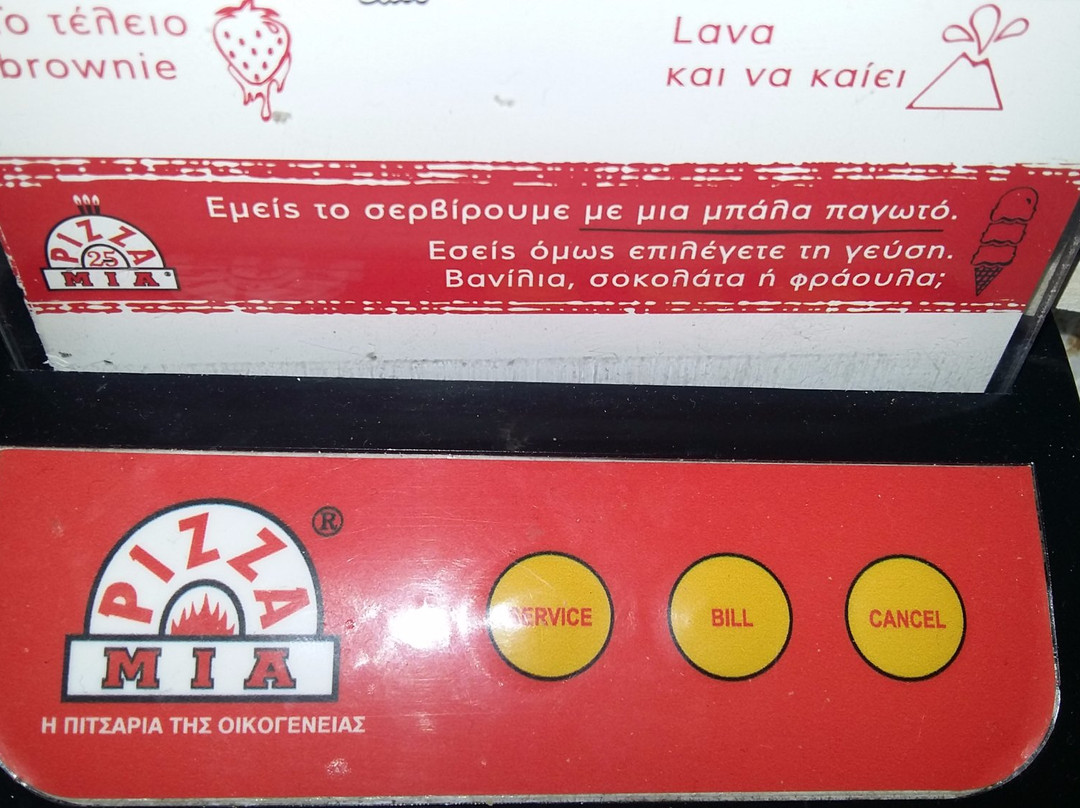 το τέλειο
brownie
Lava
και να καίει
Εμείς το σερβίρουμε με μια μπάλα παγωτό.
Εσείς όμως επιλέγετε τη γεύση.
Βανίλια, σοκολάτα ή φράουλα;
PIZZA
25
MIA
PIZZA
MIA
®
Η ΠΙΤΣΑΡΙΑ ΤΗΣ ΟΙΚΟΓΕΝΕΙΑΣ
SERVICE
BILL
CANCEL